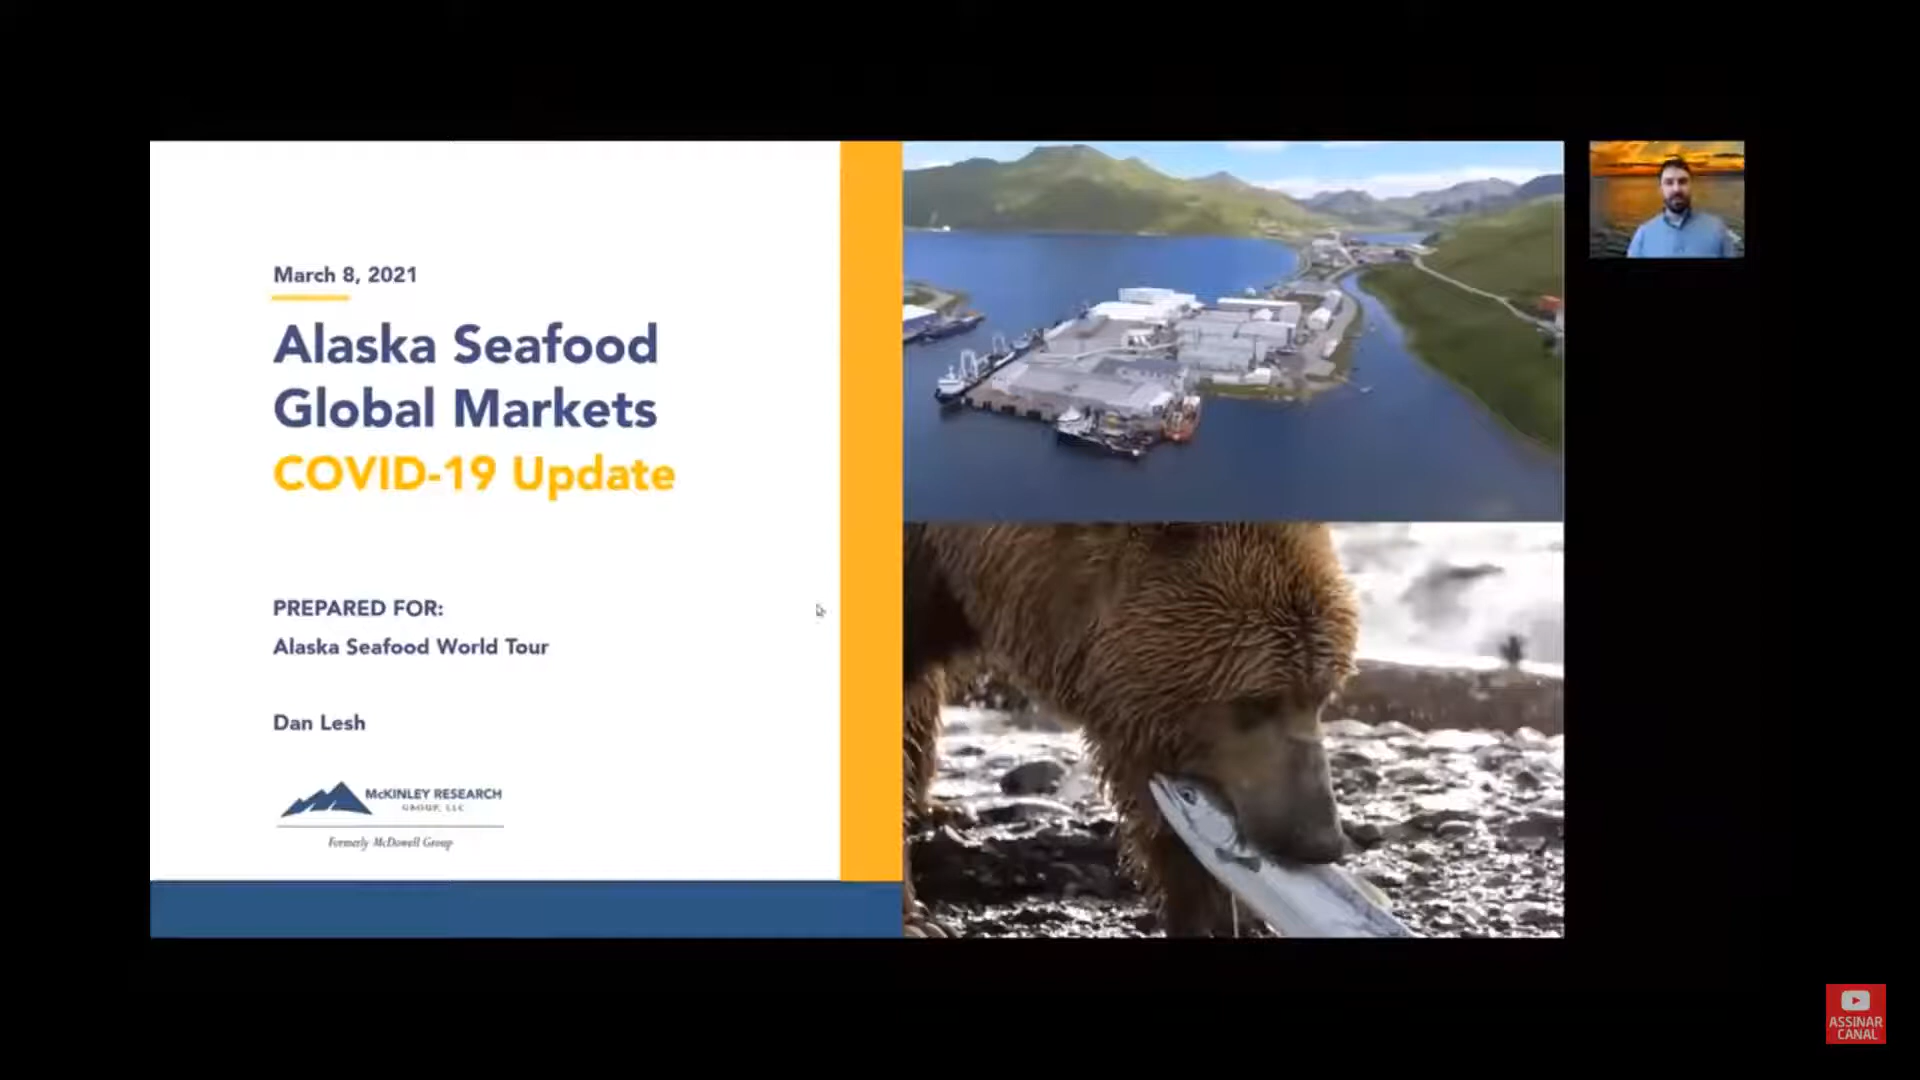 March 8, 2021
Alaska Seafood
Global Markets
COVID-19 Update
PREPARED FOR:
Alaska Seafood World Tour
Dan Lesh
McKINLEY RESEARCH
GROUP, LLC
Formerly McDowell Group
ASSINAR
CANAL